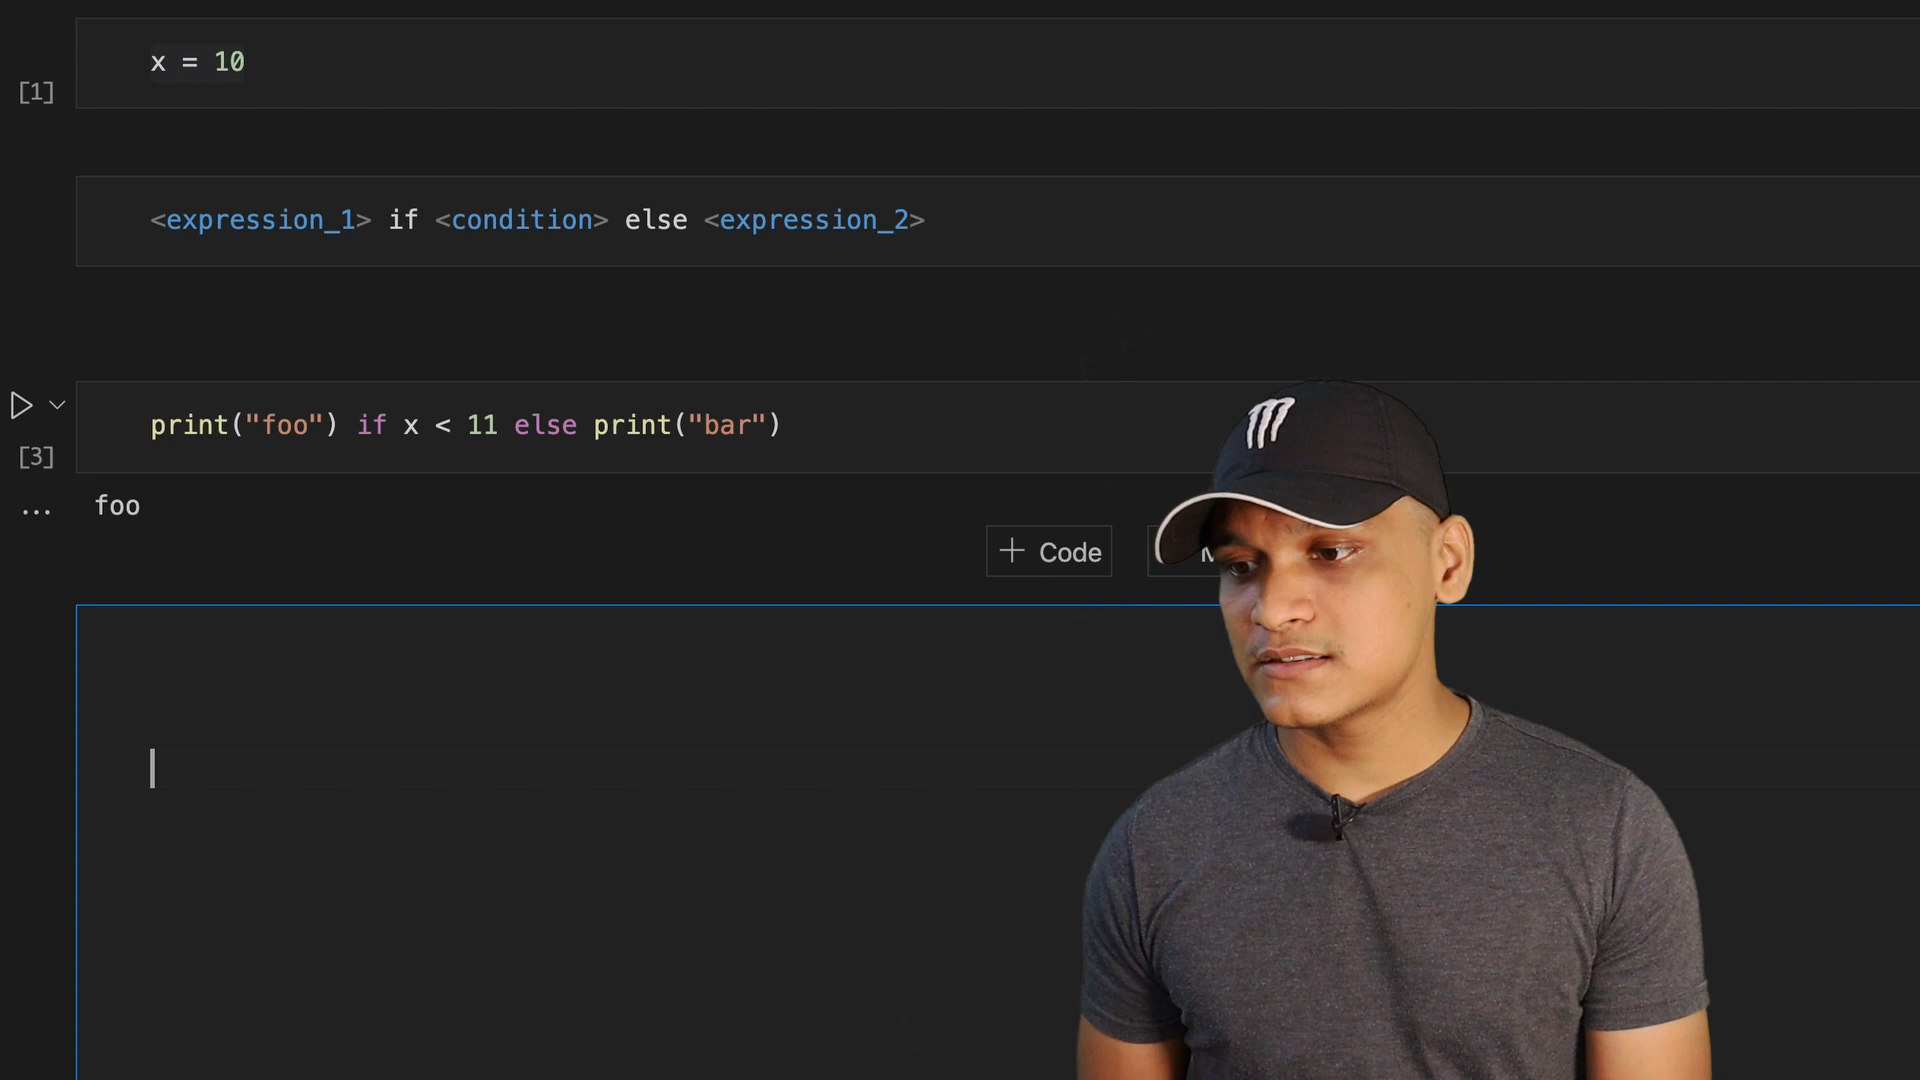 x = 10
[1]
<expression_1> if <condition> else <expression_2>
print("foo") if x < 11 else print("bar")
[3]
... foo
+ Code